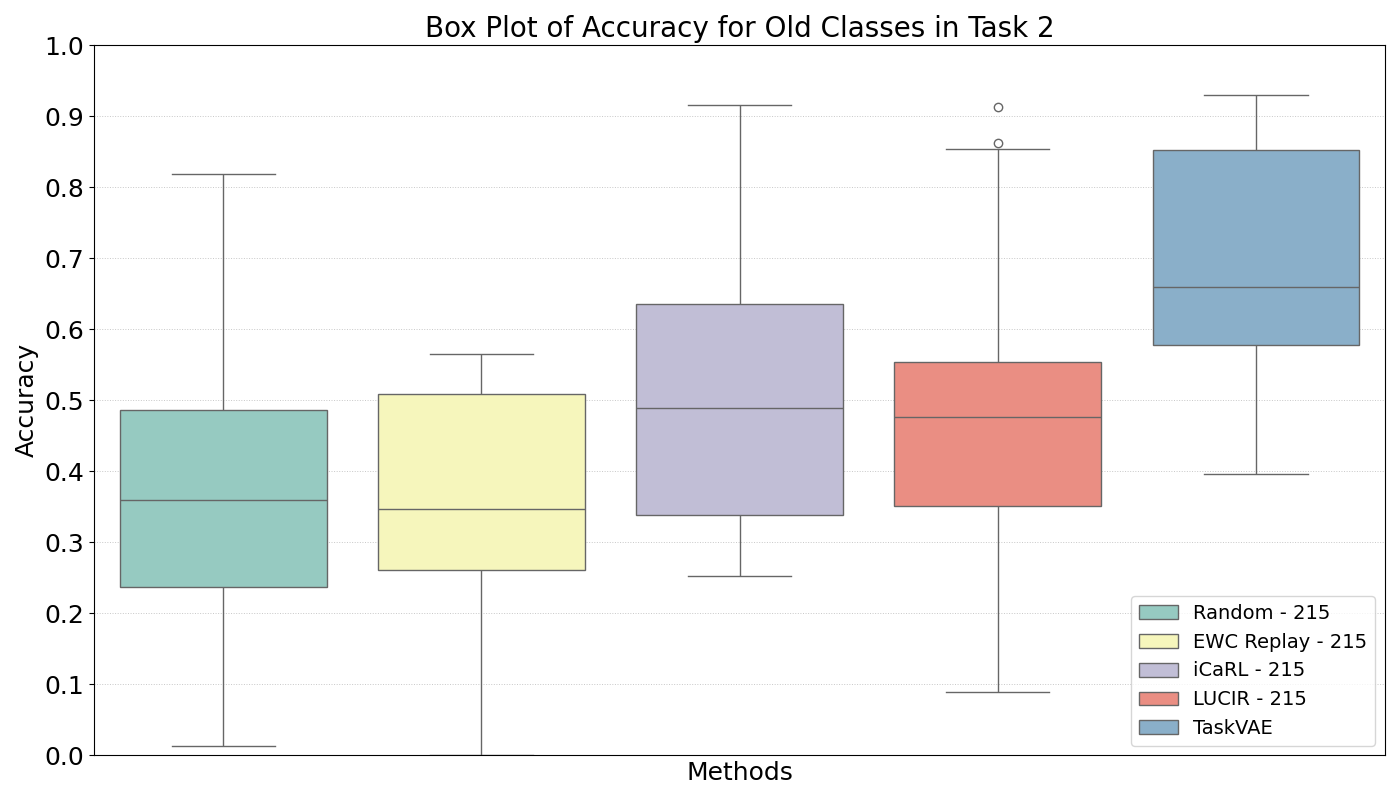 Box Plot of Accuracy for Old Classes in Task 2
1.0
0.9
0.8
0.7
0.6
0.5
0.4
0.3
0.2
0.1
0.0
Accuracy
Methods
Random - 215
EWC Replay - 215
iCaRL - 215
LUCIR - 215
TaskVAE